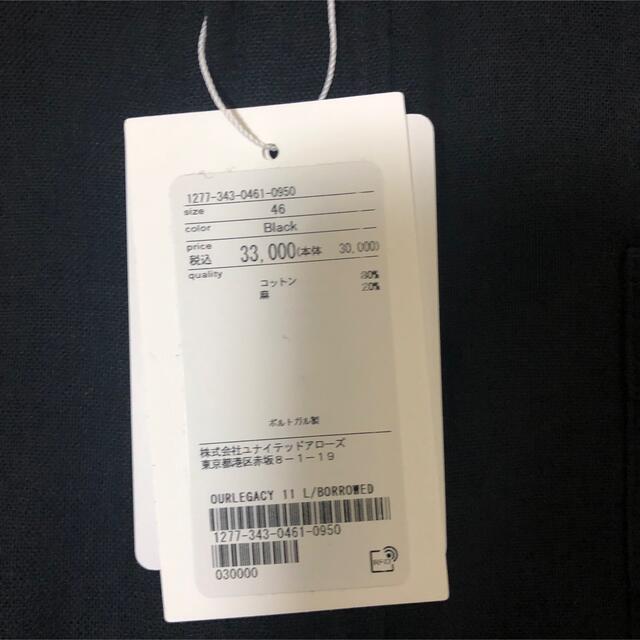 1277-343-0461-0950
size 46
color Black
price
税込 33,000(本体 30,000)
quality
コットン 80%
麻 20%
ポルトガル製
株式会社ユナイテッドアローズ
東京都港区赤坂8-1-19
OURLEGACY 11 L/BORROWED
1277-343-0461-0950
030000
RFID